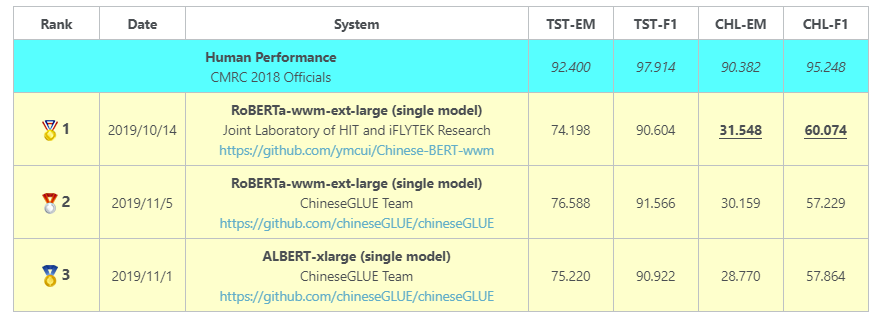 Rank Date System TST-EM TST-F1 CHL-EM CHL-F1
Human Performance
CMRC 2018 Officials
92.400 97.914 90.382 95.248
RoBERTa-wwm-ext-large (single model)
1 2019/10/14 Joint Laboratory of HIT and iFLYTEK Research 74.198 90.604 31.548 60.074
https://github.com/ymcui/Chinese-BERT-wwm
RoBERTa-wwm-ext-large (single model)
2 2019/11/5 ChineseGLUE Team 76.588 91.566 30.159 57.229
https://github.com/chineseGLUE/chineseGLUE
ALBERT-xlarge (single model)
3 2019/11/1 ChineseGLUE Team 75.220 90.922 28.770 57.864
https://github.com/chineseGLUE/chineseGLUE